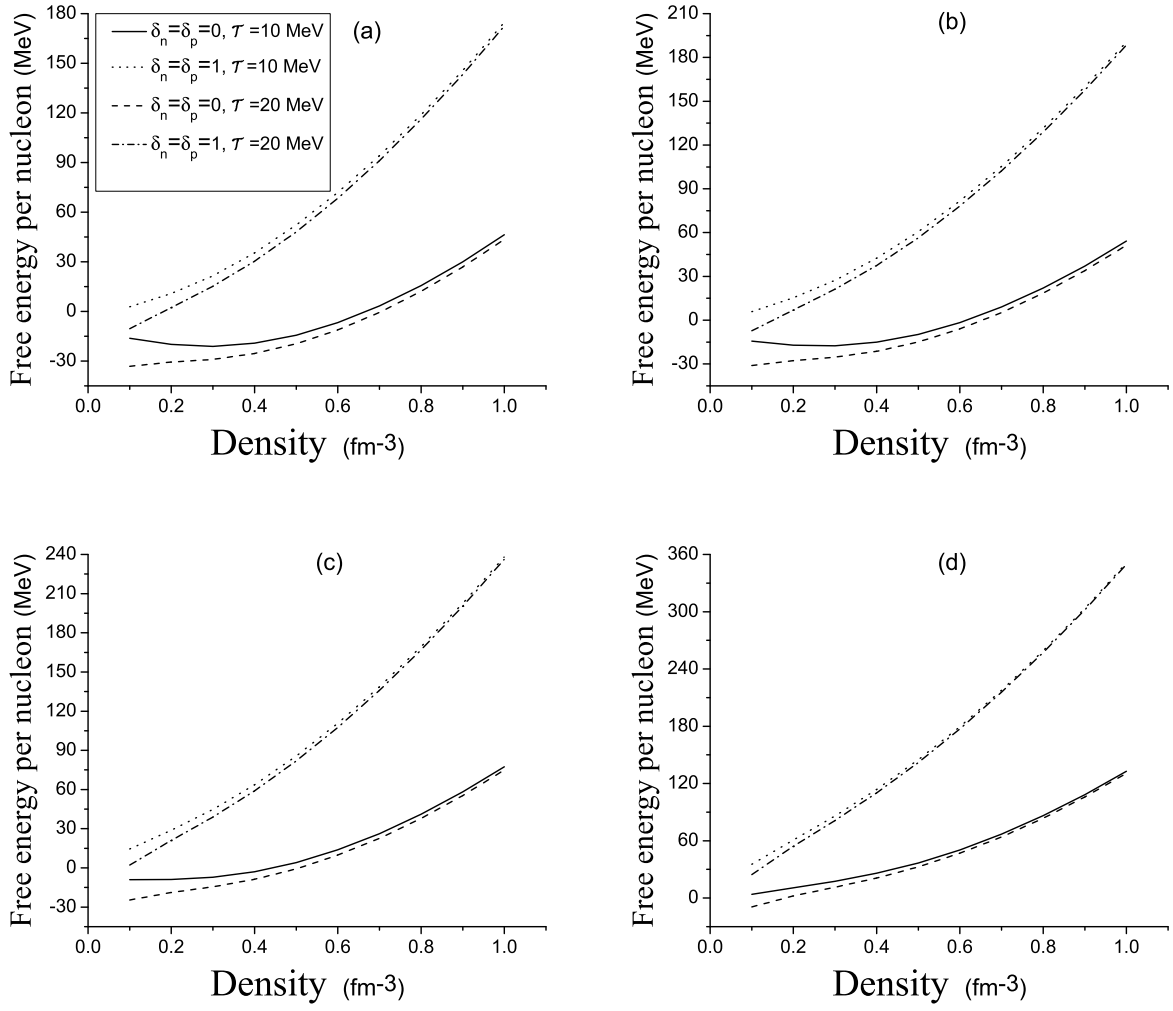 180
150
120
90
60
30
0
-30
Free energy per nucleon (MeV)
δn=δp=0, τ =10 MeV
δn=δp=1, τ =10 MeV
δn=δp=0, τ =20 MeV
δn=δp=1, τ =20 MeV
(a)
0.0 0.2 0.4 0.6 0.8 1.0
Density (fm-3)
210
180
150
120
90
60
30
0
-30
Free energy per nucleon (MeV)
(b)
0.0 0.2 0.4 0.6 0.8 1.0
Density (fm-3)
240
210
180
150
120
90
60
30
0
-30
Free energy per nucleon (MeV)
(c)
0.0 0.2 0.4 0.6 0.8 1.0
Density (fm-3)
360
300
240
180
120
60
0
Free energy per nucleon (MeV)
(d)
0.0 0.2 0.4 0.6 0.8 1.0
Density (fm-3)